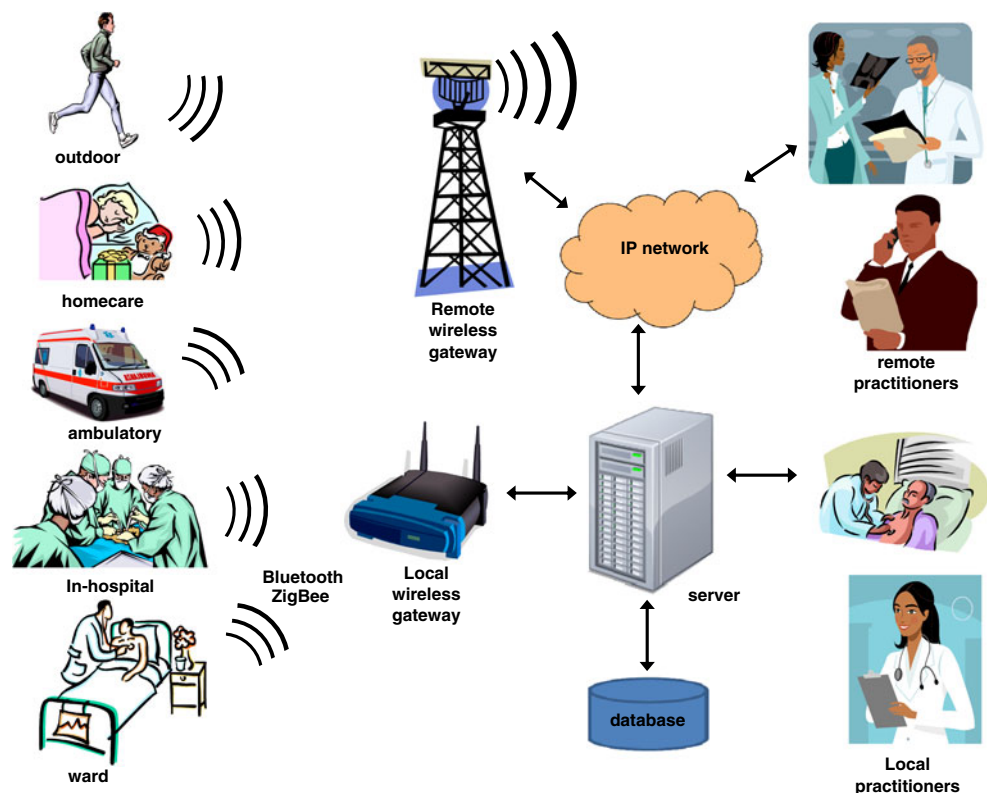 outdoor
homecare
ambulatory
In-hospital
ward
Bluetooth
ZigBee
Remote
wireless
gateway
Local
wireless
gateway
IP network
server
database
remote
practitioners
Local
practitioners